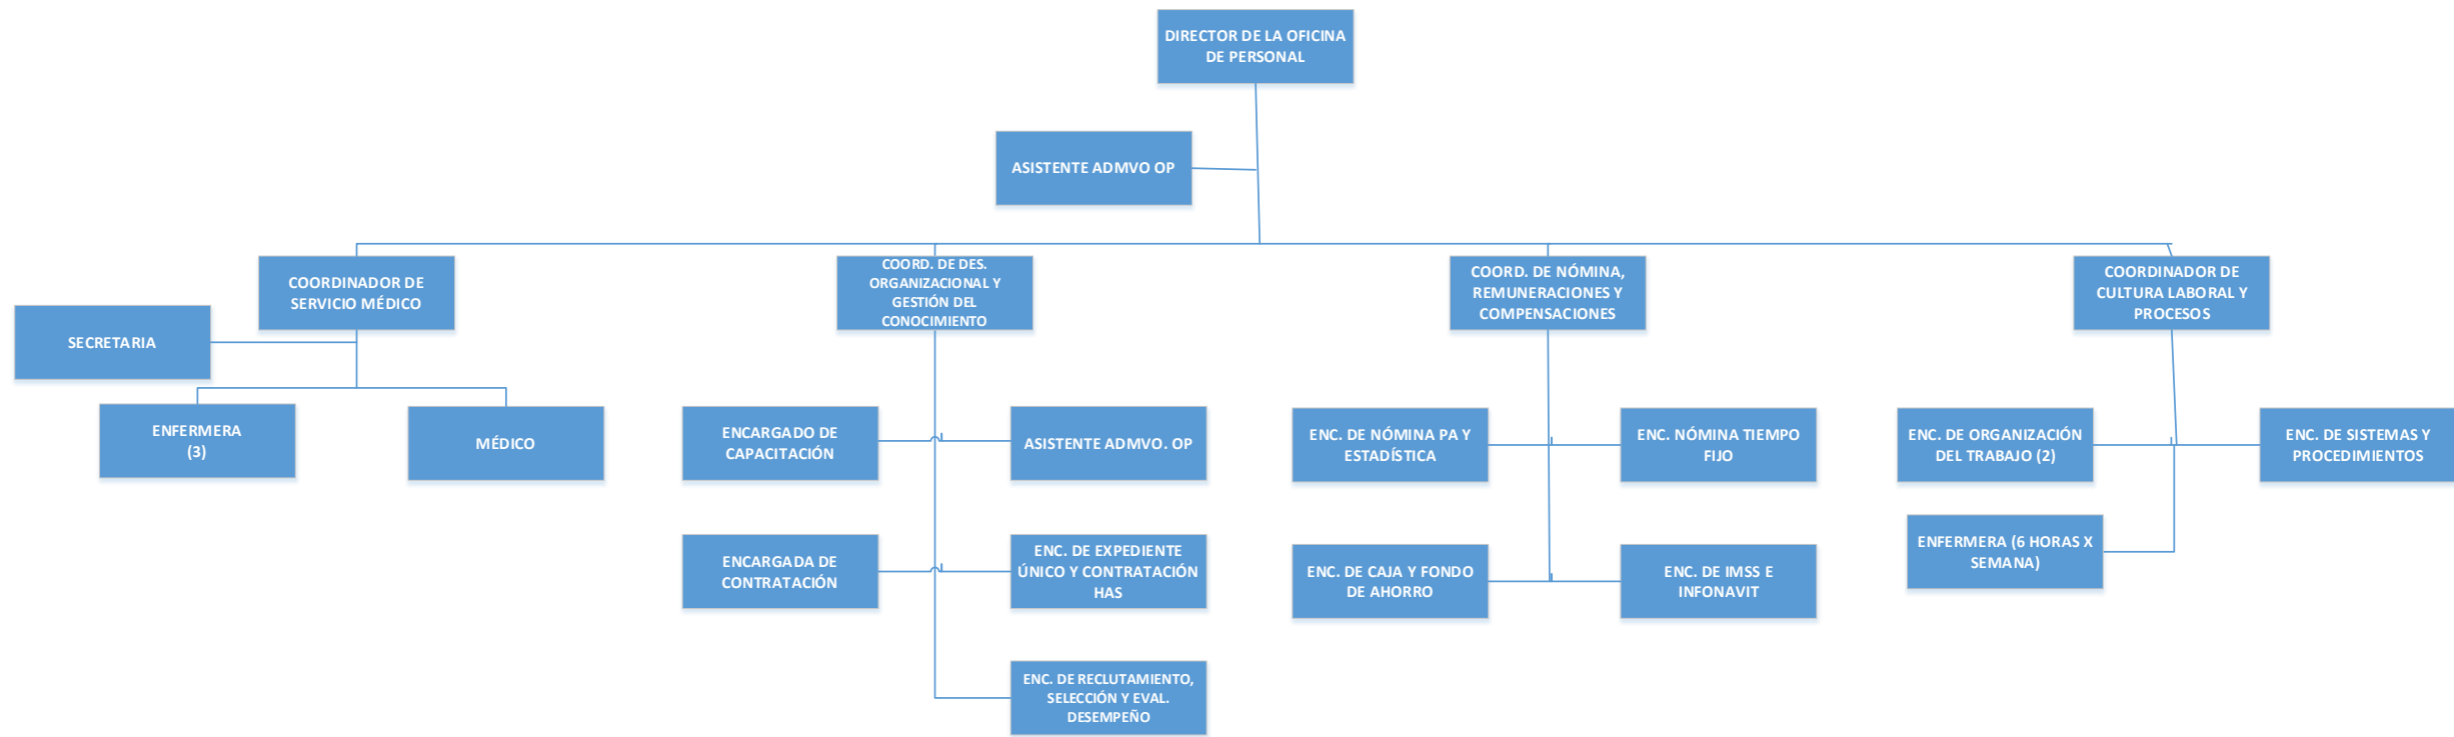 DIRECTOR DE LA OFICINA
DE PERSONAL
ASISTENTE ADMVO OP
COORDINADOR DE
SERVICIO MÉDICO
COORD. DE DES.
ORGANIZACIONAL Y
GESTIÓN DEL
CONOCIMIENTO
COORD. DE NÓMINA,
REMUNERACIONES Y
COMPENSACIONES
COORDINADOR DE
CULTURA LABORAL Y
PROCESOS
SECRETARIA
ENFERMERA
(3)
MÉDICO
ENCARGADO DE
CAPACITACIÓN
ASISTENTE ADMVO. OP
ENC. DE NÓMINA PA Y
ESTADÍSTICA
ENC. NÓMINA TIEMPO
FIJO
ENC. DE ORGANIZACIÓN
DEL TRABAJO (2)
ENC. DE SISTEMAS Y
PROCEDIMIENTOS
ENCARGADA DE
CONTRATACIÓN
ENC. DE EXPEDIENTE
ÚNICO Y CONTRATACIÓN
HAS
ENC. DE CAJA Y FONDO
DE AHORRO
ENC. DE IMSS E
INFONAVIT
ENFERMERA (6 HORAS X
SEMANA)
ENC. DE RECLUTAMIENTO,
SELECCIÓN Y EVAL.
DESEMPEÑO